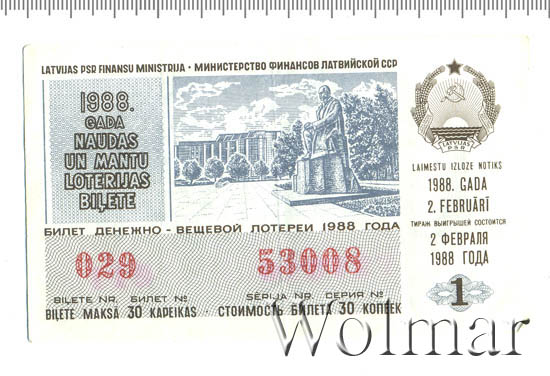 LATVIJAS PSR FINANSU MINISTRIJA • МИНИСТЕРСТВО ФИНАНСОВ ЛАТВИЙСКОЙ ССР
1988.
GADA
NAUDAS
UN MANTU
LOTERIJAS
BIĻETE
LATVIJAS
PSR
LAIMESTU IZLOZE NOTIKS
1988. GADA
2. FEBRUĀRĪ
ТИРАЖ ВЫИГРЫШЕЙ СОСТОИТСЯ
2 ФЕВРАЛЯ
1988 ГОДА
1
БИЛЕТ ДЕНЕЖНО - ВЕЩЕВОЙ ЛОТЕРЕИ 1988 ГОДА
029 53008
BIĻETE NR. БИЛЕТ № SĒRIJA NR. СЕРИЯ №
BIĻETE MAKSĀ 30 KAPEIKAS • СТОИМОСТЬ БИЛЕТА 30 КОПЕЕК
Wolmar